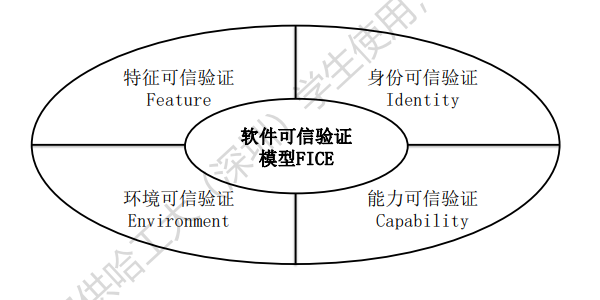 特征可信验证
Feature
身份可信验证
Identity
软件可信验证
模型FICE
环境可信验证
Environment
能力可信验证
Capability
仅供哈工大（深圳）学生使用，